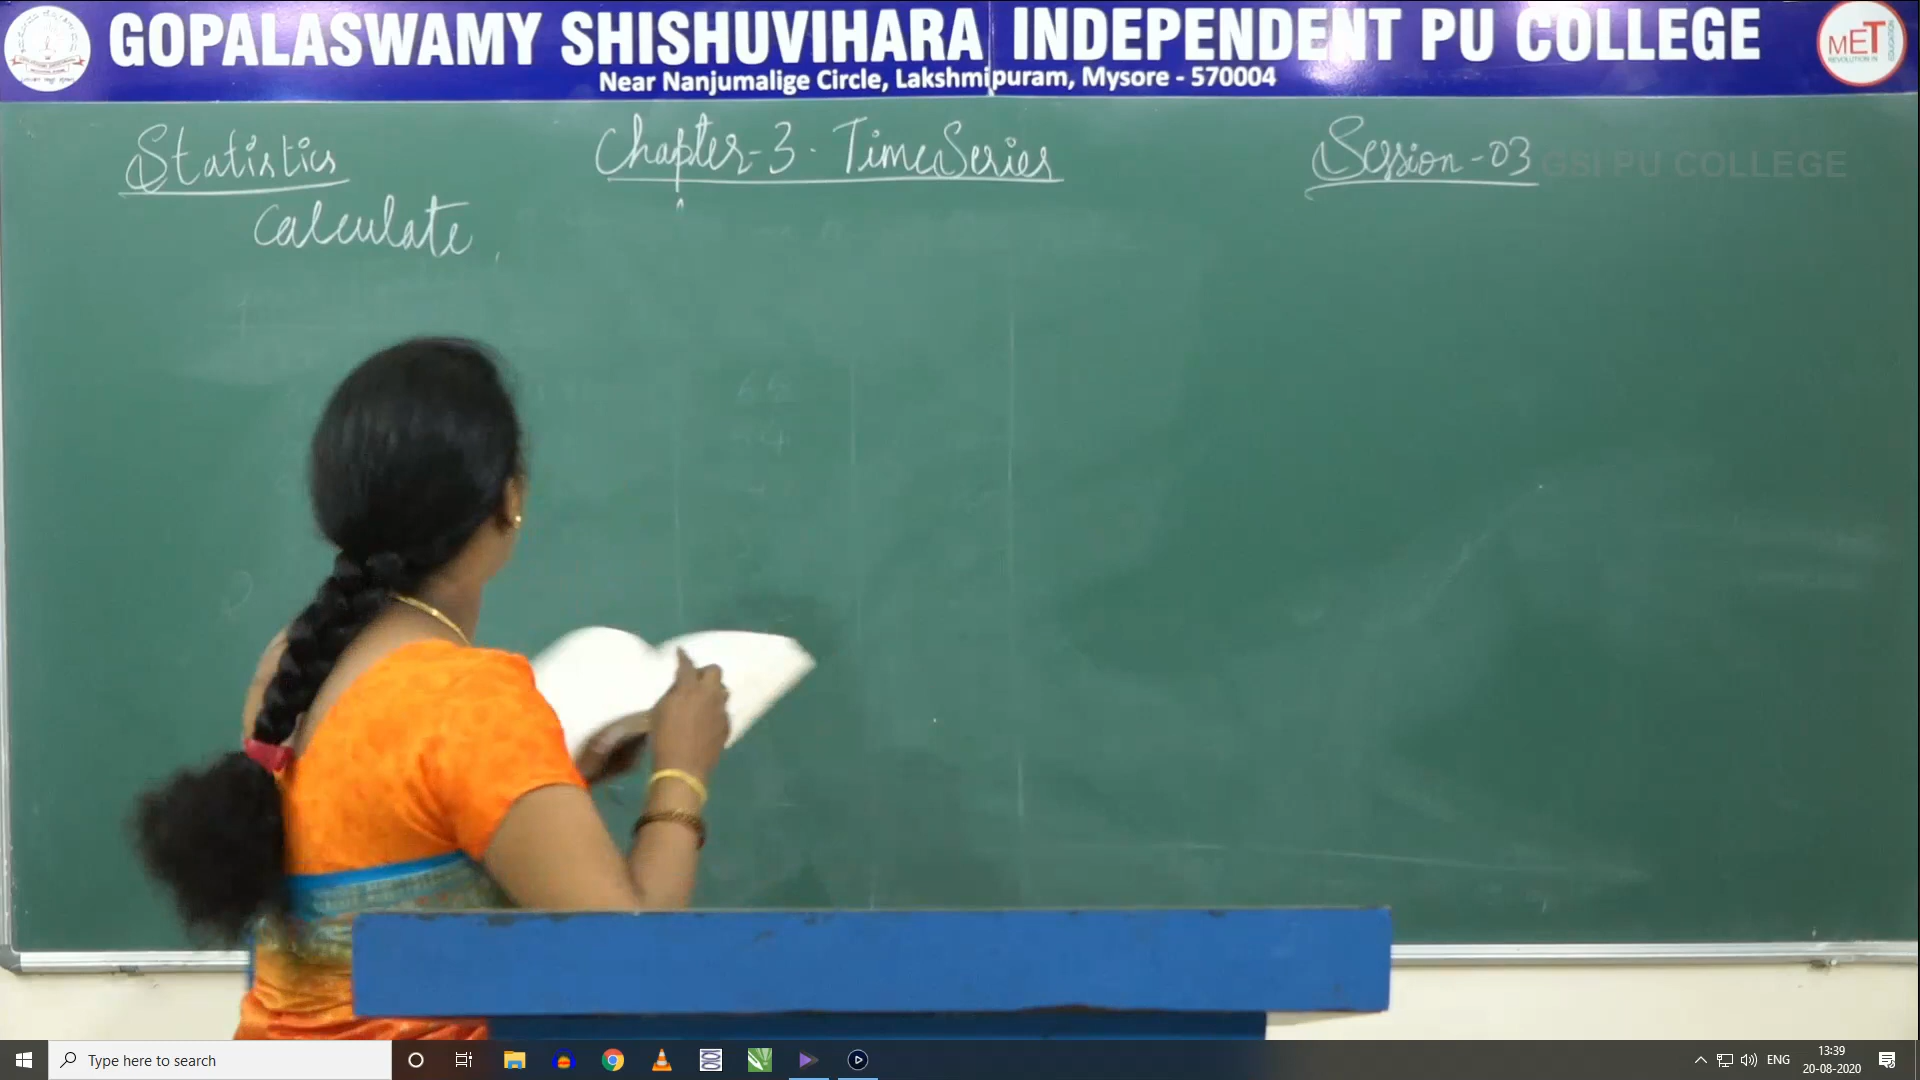 GOPALASWAMY SHISHUVIHARA INDEPENDENT PU COLLEGE
Near Nanjumalige Circle, Lakshmipuram, Mysore - 570004
MET
Statistics Chapter-3. Time Series Session-03
GSI PU COLLEGE
Calculate
Type here to search
ENG
13:39
20-08-2020